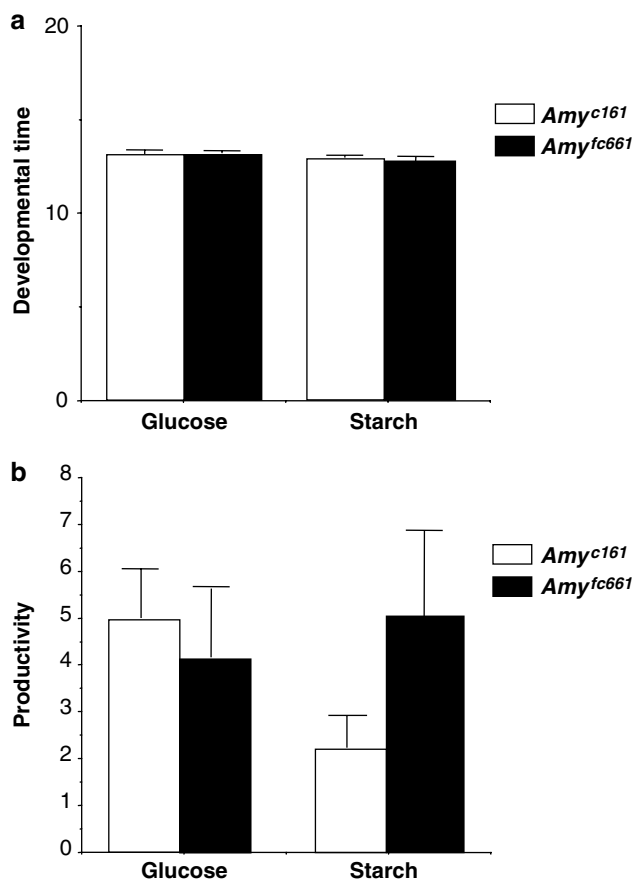 a
20
10
0
Developmental time
Glucose Starch
Amy^c161
Amy^fc661
b
8
7
6
5
4
3
2
1
0
Productivity
Glucose Starch
Amy^c161
Amy^fc661